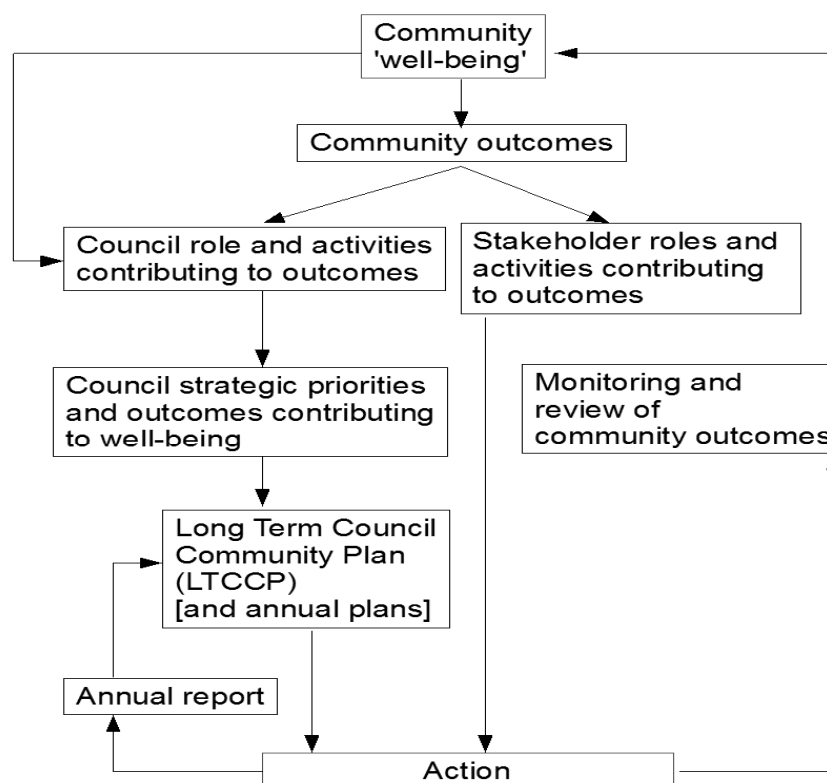 Community
'well-being'
Community outcomes
Council role and activities
contributing to outcomes
Stakeholder roles and
activities contributing
to outcomes
Council strategic priorities
and outcomes contributing
to well-being
Monitoring and
review of
community outcomes
Long Term Council
Community Plan
(LTCCP)
[and annual plans]
Annual report
Action